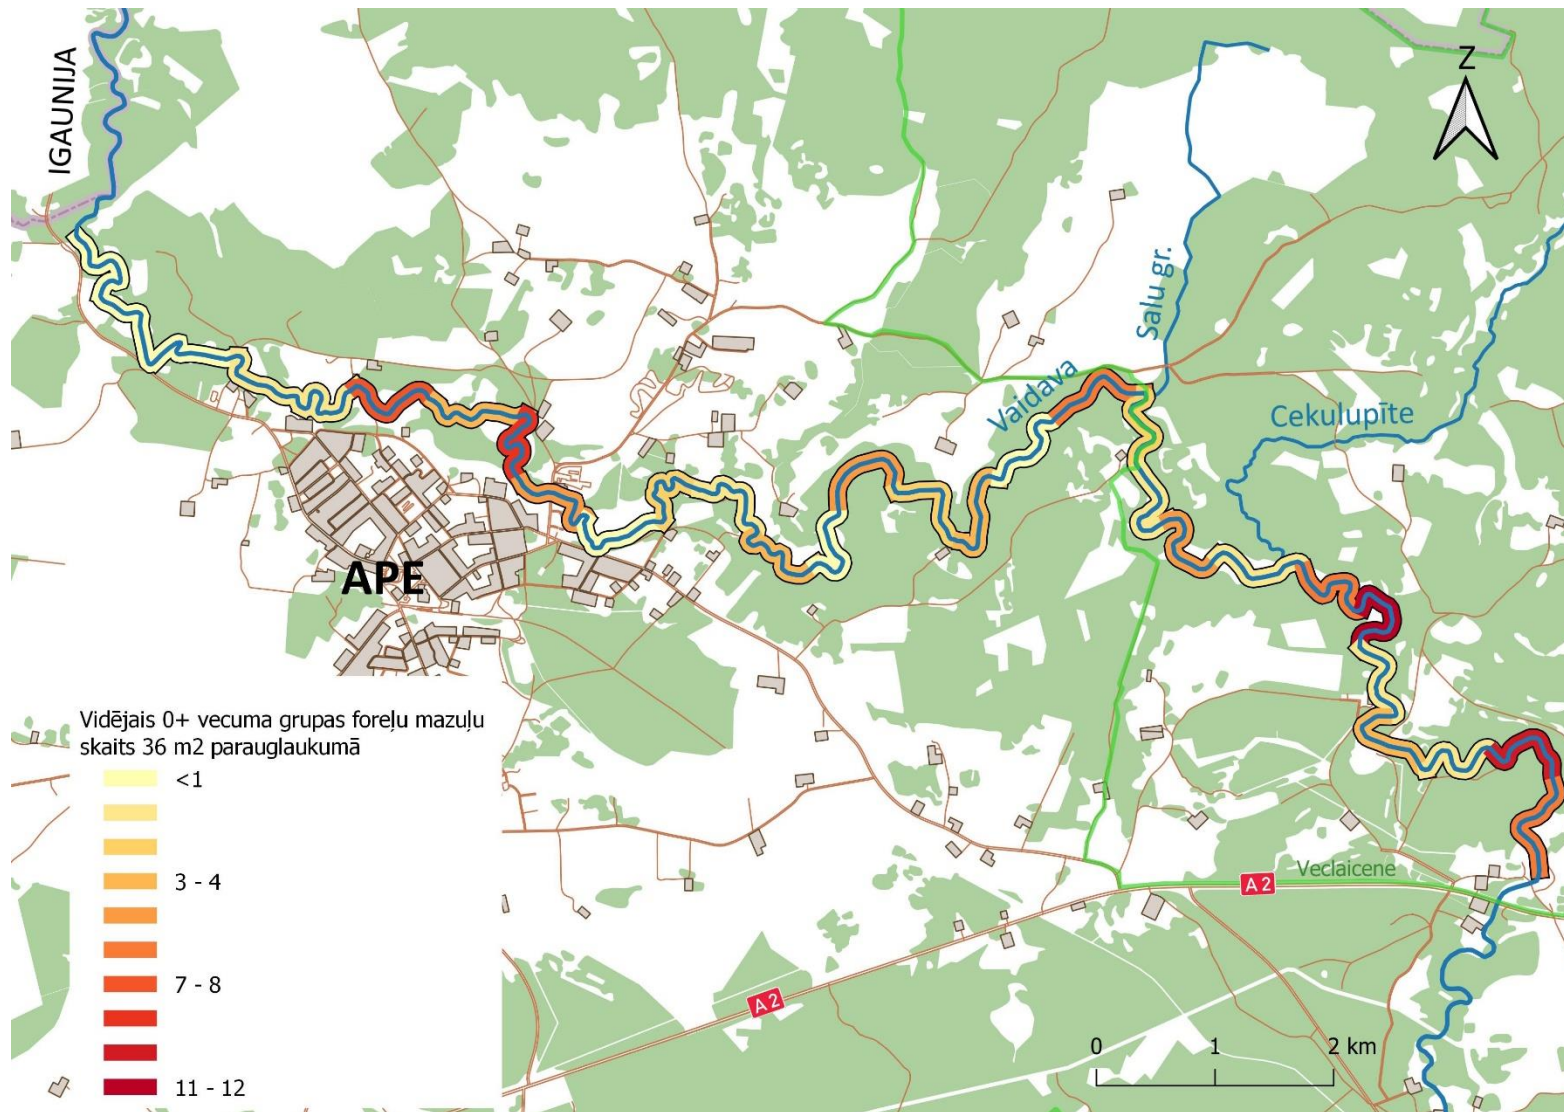 IGAUNIJA
Z
Salu gr.
Vaidava
Cekulupīte
APE
Vidējais 0+ vecuma grupas foreļu mazuļu
skaits 36 m2 parauglaukumā
<1
3 - 4
7 - 8
11 - 12
Veclaicene
A 2
A 2
0 1 2 km